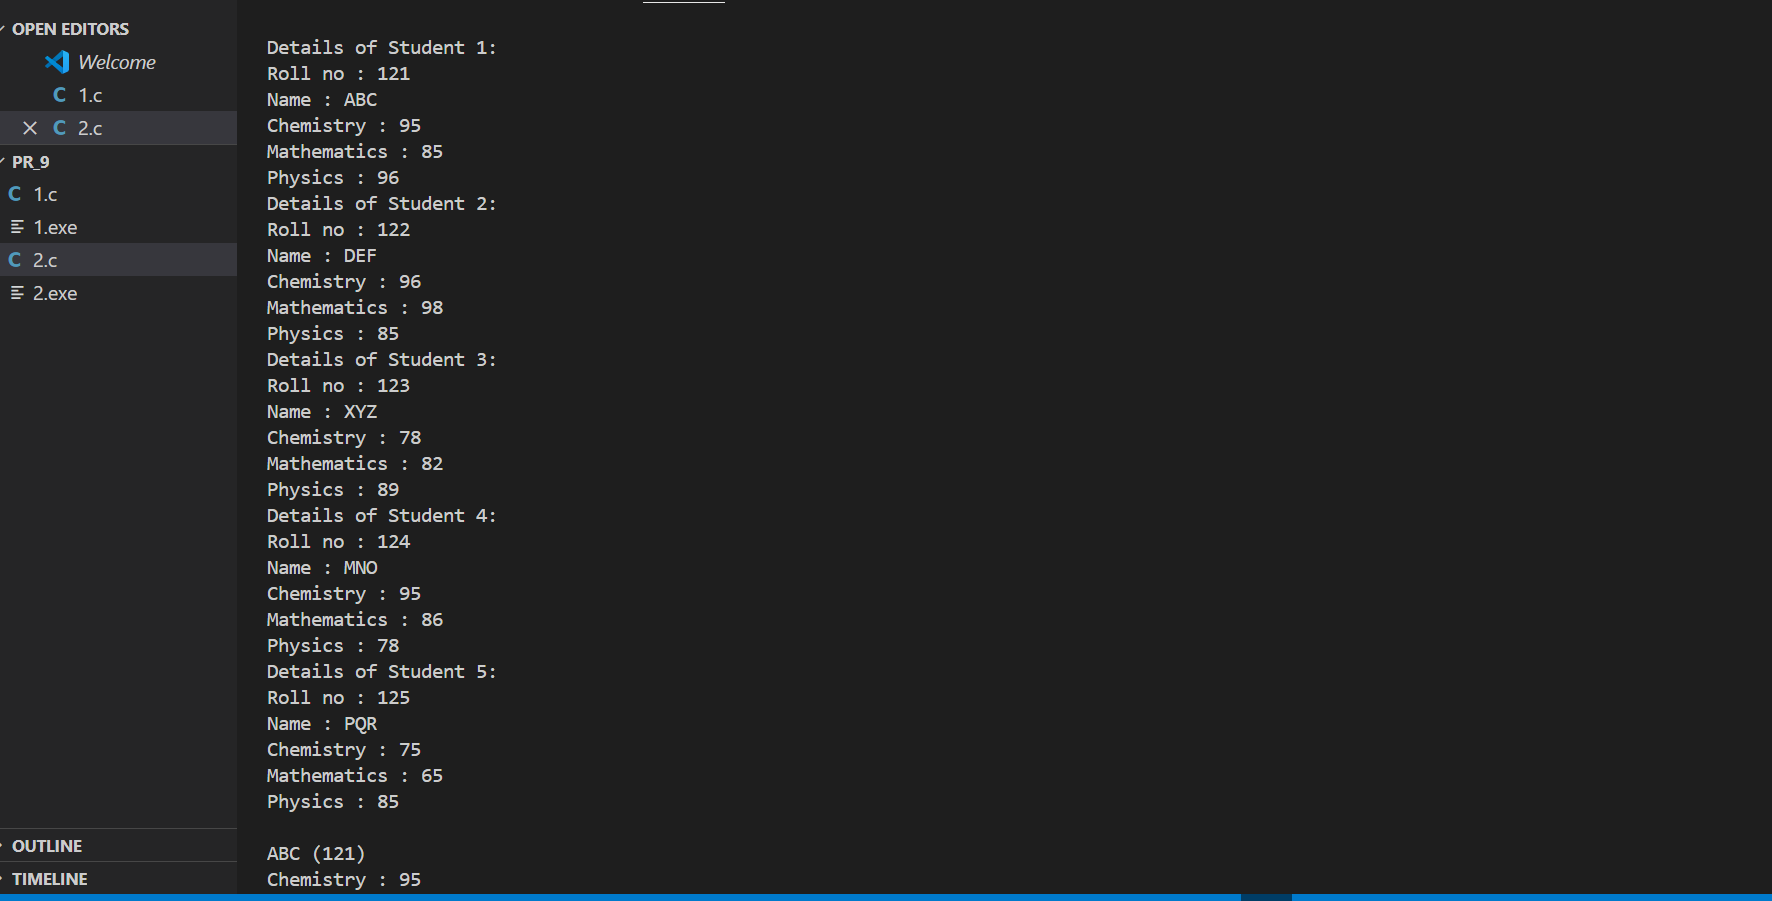 OPEN EDITORS
Welcome
C 1.c
C 2.c
PR_9
C 1.c
1.exe
C 2.c
2.exe
OUTLINE
TIMELINE
Details of Student 1:
Roll no : 121
Name : ABC
Chemistry : 95
Mathematics : 85
Physics : 96
Details of Student 2:
Roll no : 122
Name : DEF
Chemistry : 96
Mathematics : 98
Physics : 85
Details of Student 3:
Roll no : 123
Name : XYZ
Chemistry : 78
Mathematics : 82
Physics : 89
Details of Student 4:
Roll no : 124
Name : MNO
Chemistry : 95
Mathematics : 86
Physics : 78
Details of Student 5:
Roll no : 125
Name : PQR
Chemistry : 75
Mathematics : 65
Physics : 85
ABC (121)
Chemistry : 95